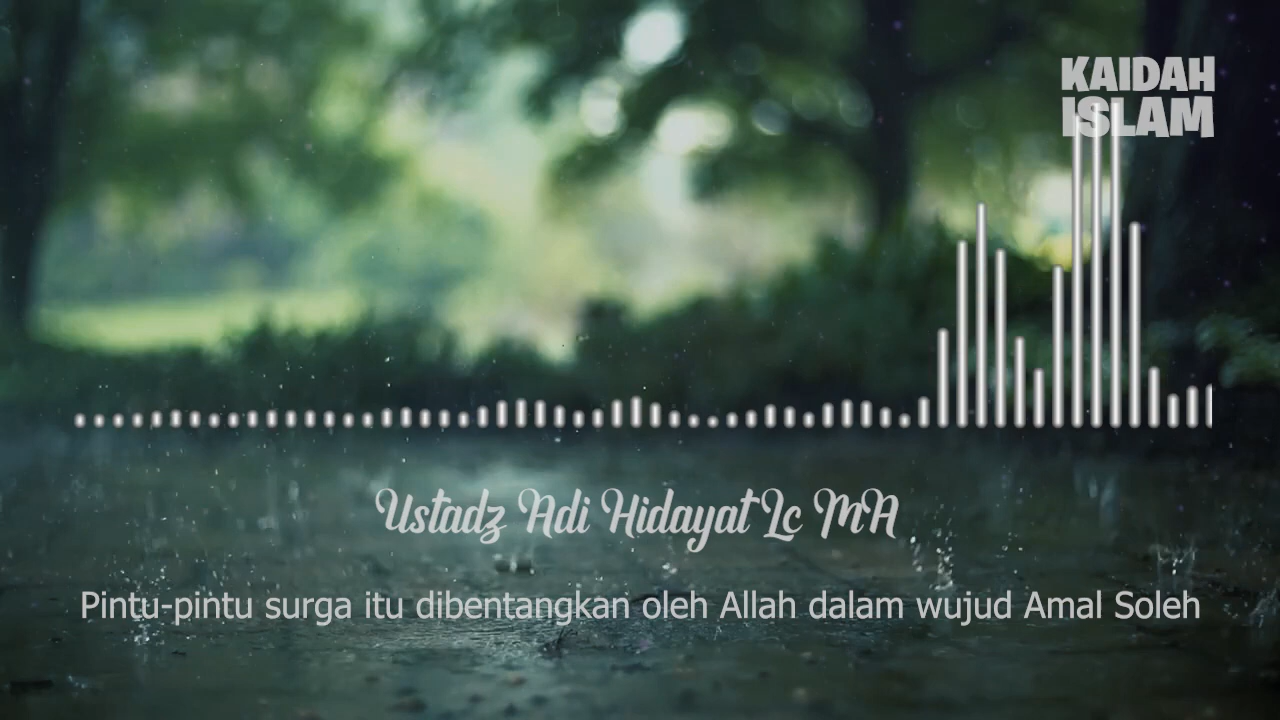 KAIDAH
ISLAM
Ustadz Adi Hidayat Lc MA
Pintu-pintu surga itu dibentangkan oleh Allah dalam wujud Amal Soleh